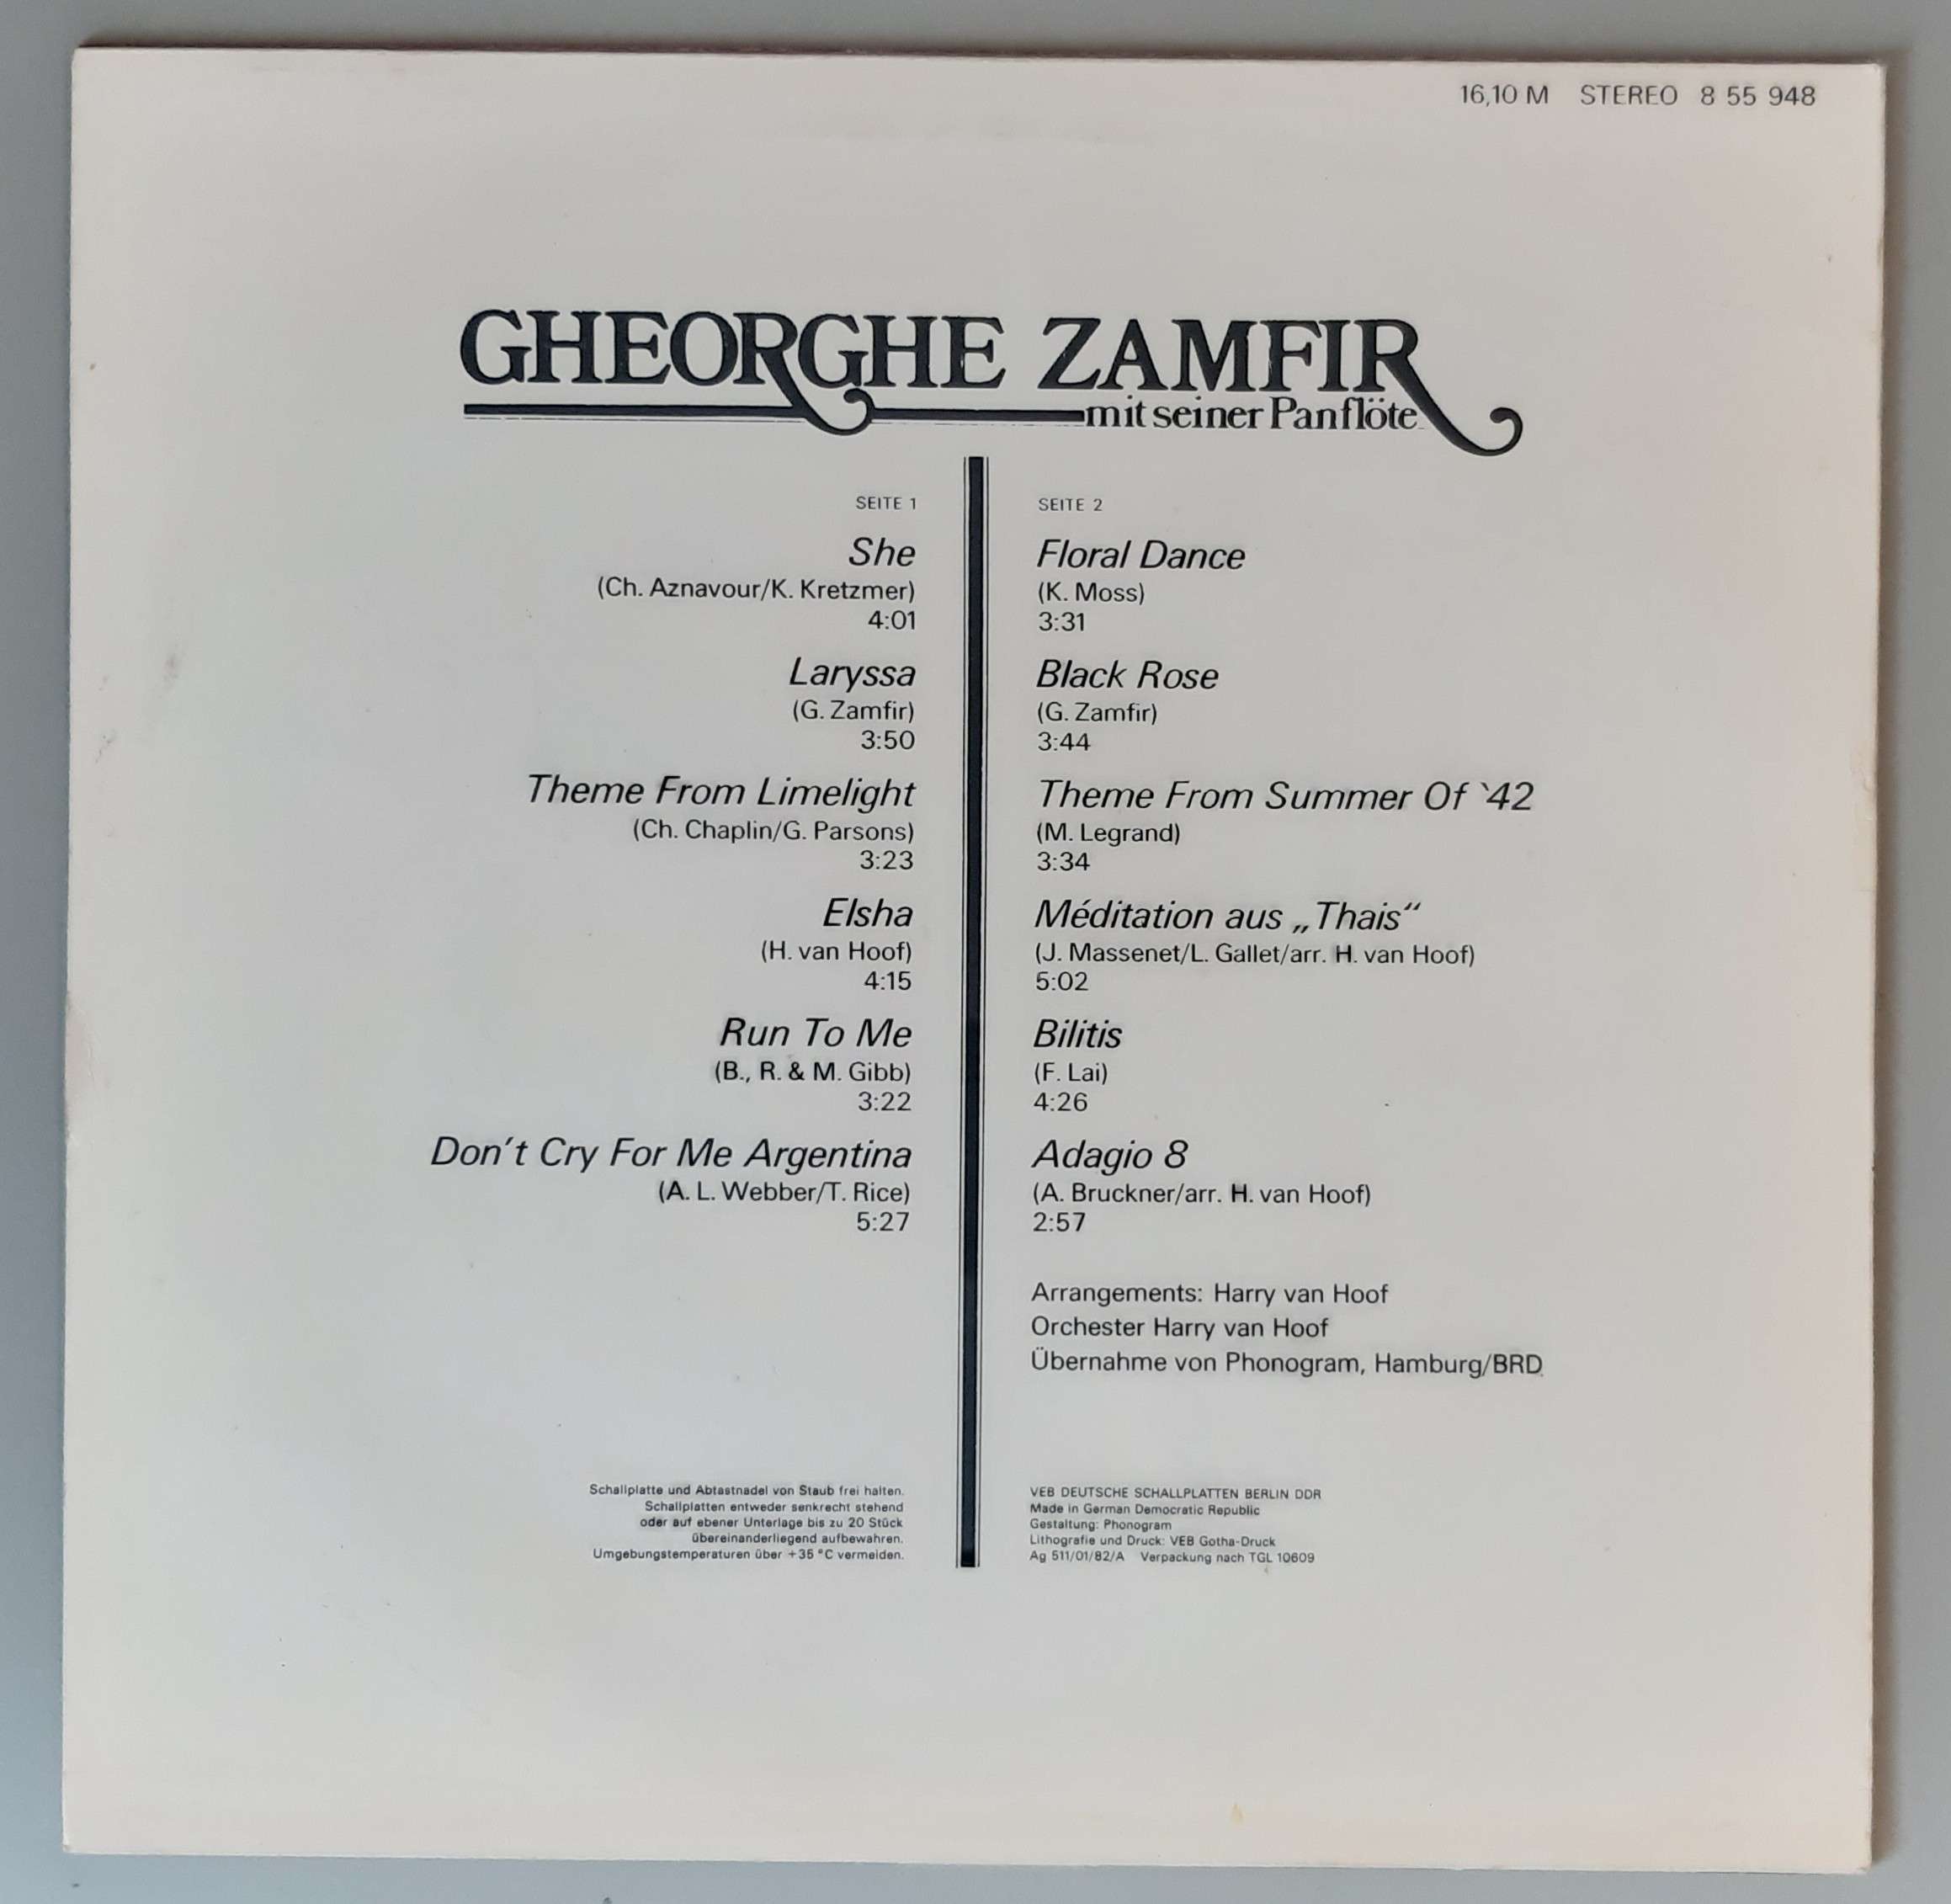 16,10 M STEREO 8 55 948
GHEORGHE ZAMFIR
mit seiner Panflöte
SEITE 1
She
(Ch. Aznavour/K. Kretzmer)
4:01
Laryssa
(G. Zamfir)
3:50
Theme From Limelight
(Ch. Chaplin/G. Parsons)
3:23
Elsha
(H. van Hoof)
4:15
Run To Me
(B., R. & M. Gibb)
3:22
Don't Cry For Me Argentina
(A. L. Webber/T. Rice)
5:27
Schallplatte und Abtastnadel von Staub frei halten.
Schallplatten entweder senkrecht stehend
oder auf ebener Unterlage bis zu 20 Stück
übereinanderliegend aufbewahren.
Umgebungstemperaturen über +35 °C vermeiden.
SEITE 2
Floral Dance
(K. Moss)
3:31
Black Rose
(G. Zamfir)
3:44
Theme From Summer Of `42
(M. Legrand)
3:34
Méditation aus „Thais“
(J. Massenet/L. Gallet/arr. H. van Hoof)
5:02
Bilitis
(F. Lai)
4:26
Adagio 8
(A. Bruckner/arr. H. van Hoof)
2:57
Arrangements: Harry van Hoof
Orchester Harry van Hoof
Übernahme von Phonogram, Hamburg/BRD
VEB DEUTSCHE SCHALLPLATTEN BERLIN DDR
Made in German Democratic Republic
Gestaltung: Phonogram
Lithografie und Druck: VEB Gotha-Druck
Ag 511/01/82/A Verpackung nach TGL 10609